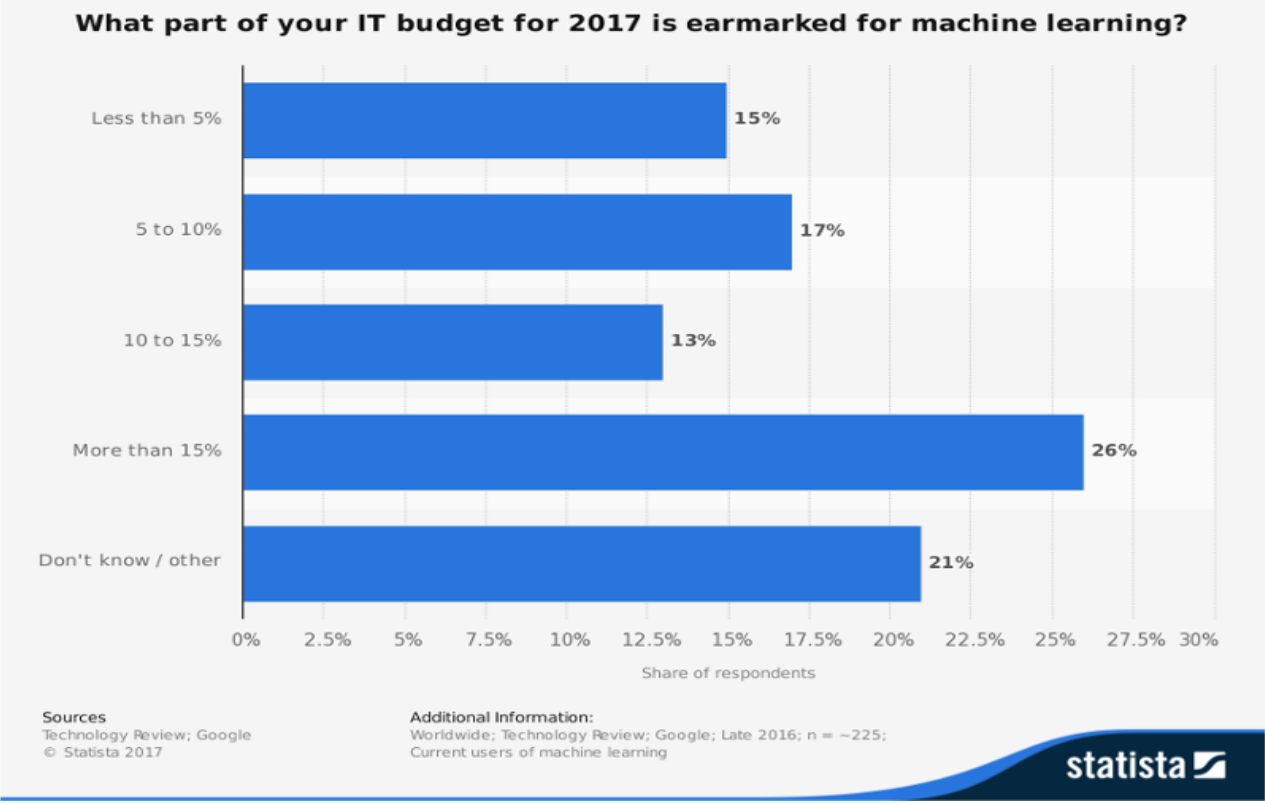 What part of your IT budget for 2017 is earmarked for machine learning?
Less than 5%
15%
5 to 10%
17%
10 to 15%
13%
More than 15%
26%
Don't know / other
21%
0% 2.5% 5% 7.5% 10% 12.5% 15% 17.5% 20% 22.5% 25% 27.5% 30%
Share of respondents
Sources
Technology Review; Google
© Statista 2017
Additional Information:
Worldwide; Technology Review; Google; Late 2016; n = ~225;
Current users of machine learning
statista